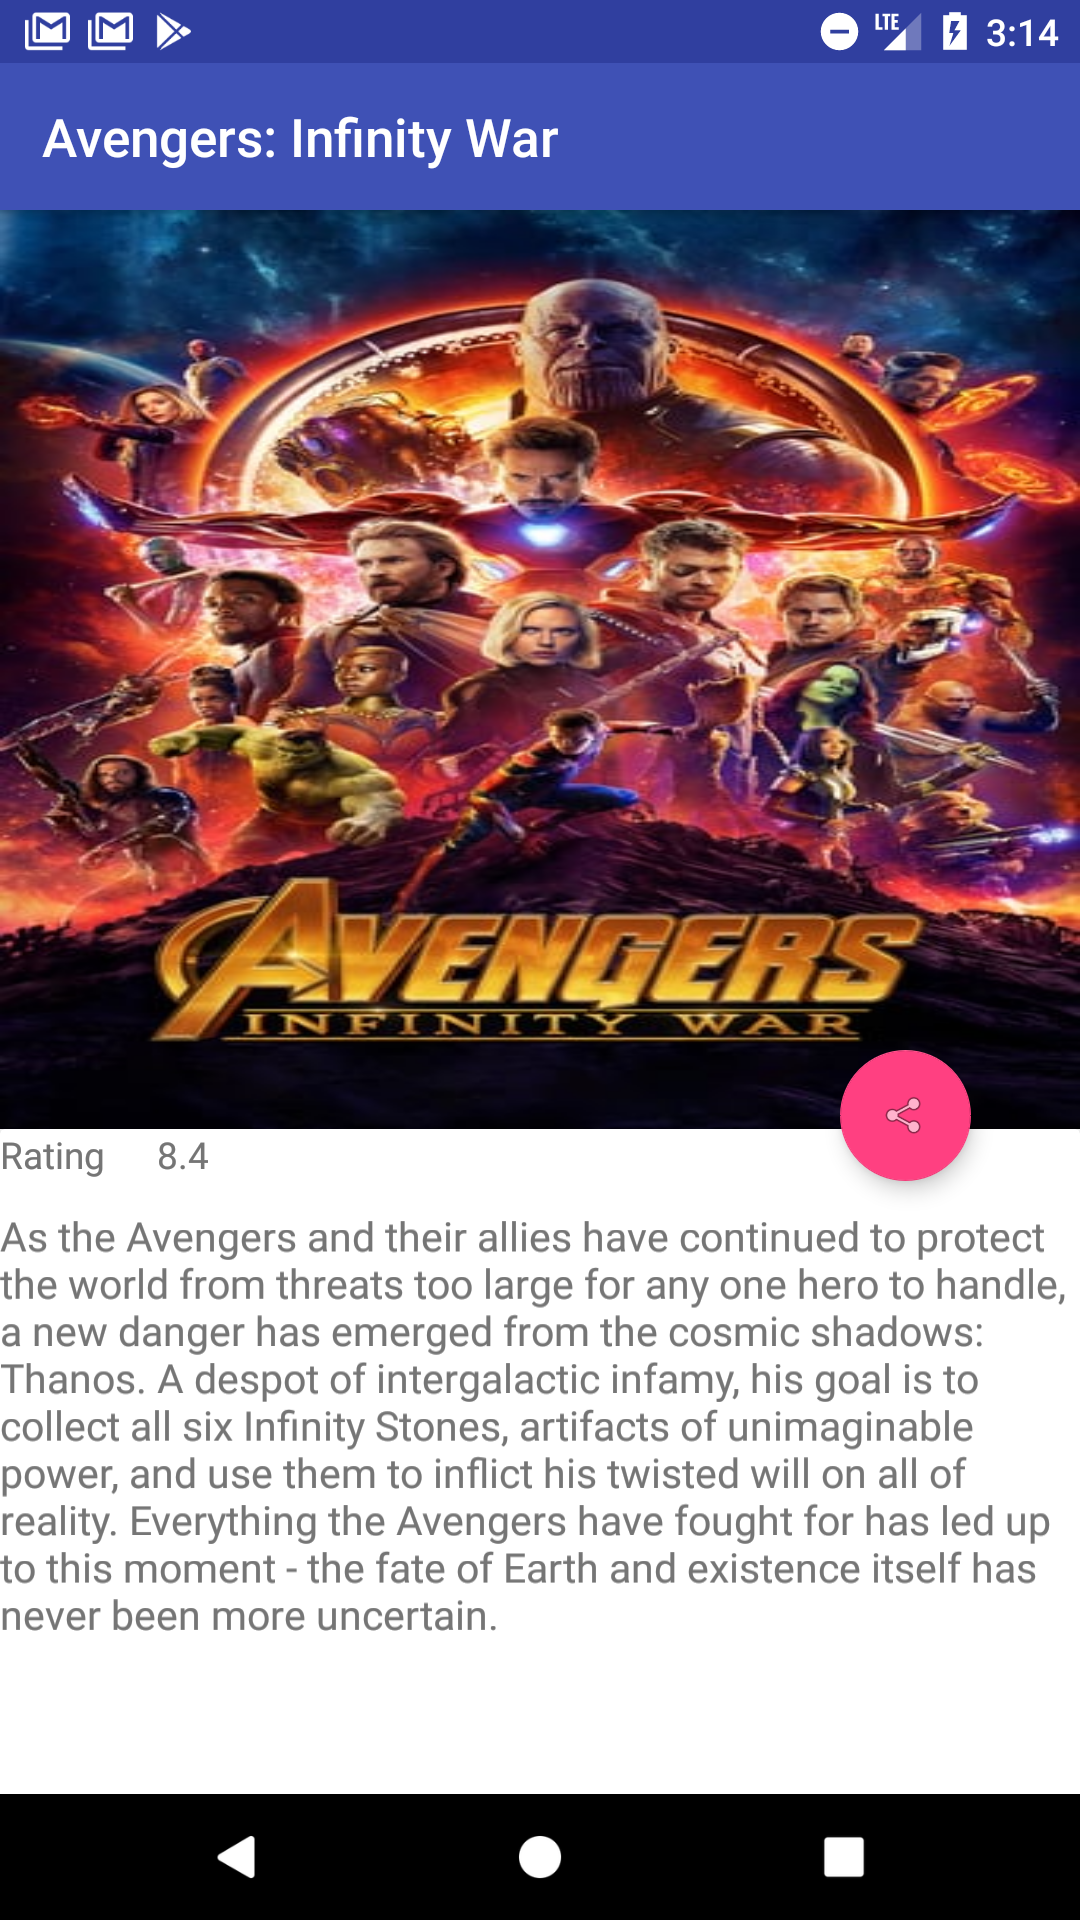 LTE 3:14
Avengers: Infinity War
AVENGERS
INFINITY WAR
Rating 8.4
As the Avengers and their allies have continued to protect
the world from threats too large for any one hero to handle,
a new danger has emerged from the cosmic shadows:
Thanos. A despot of intergalactic infamy, his goal is to
collect all six Infinity Stones, artifacts of unimaginable
power, and use them to inflict his twisted will on all of
reality. Everything the Avengers have fought for has led up
to this moment - the fate of Earth and existence itself has
never been more uncertain.